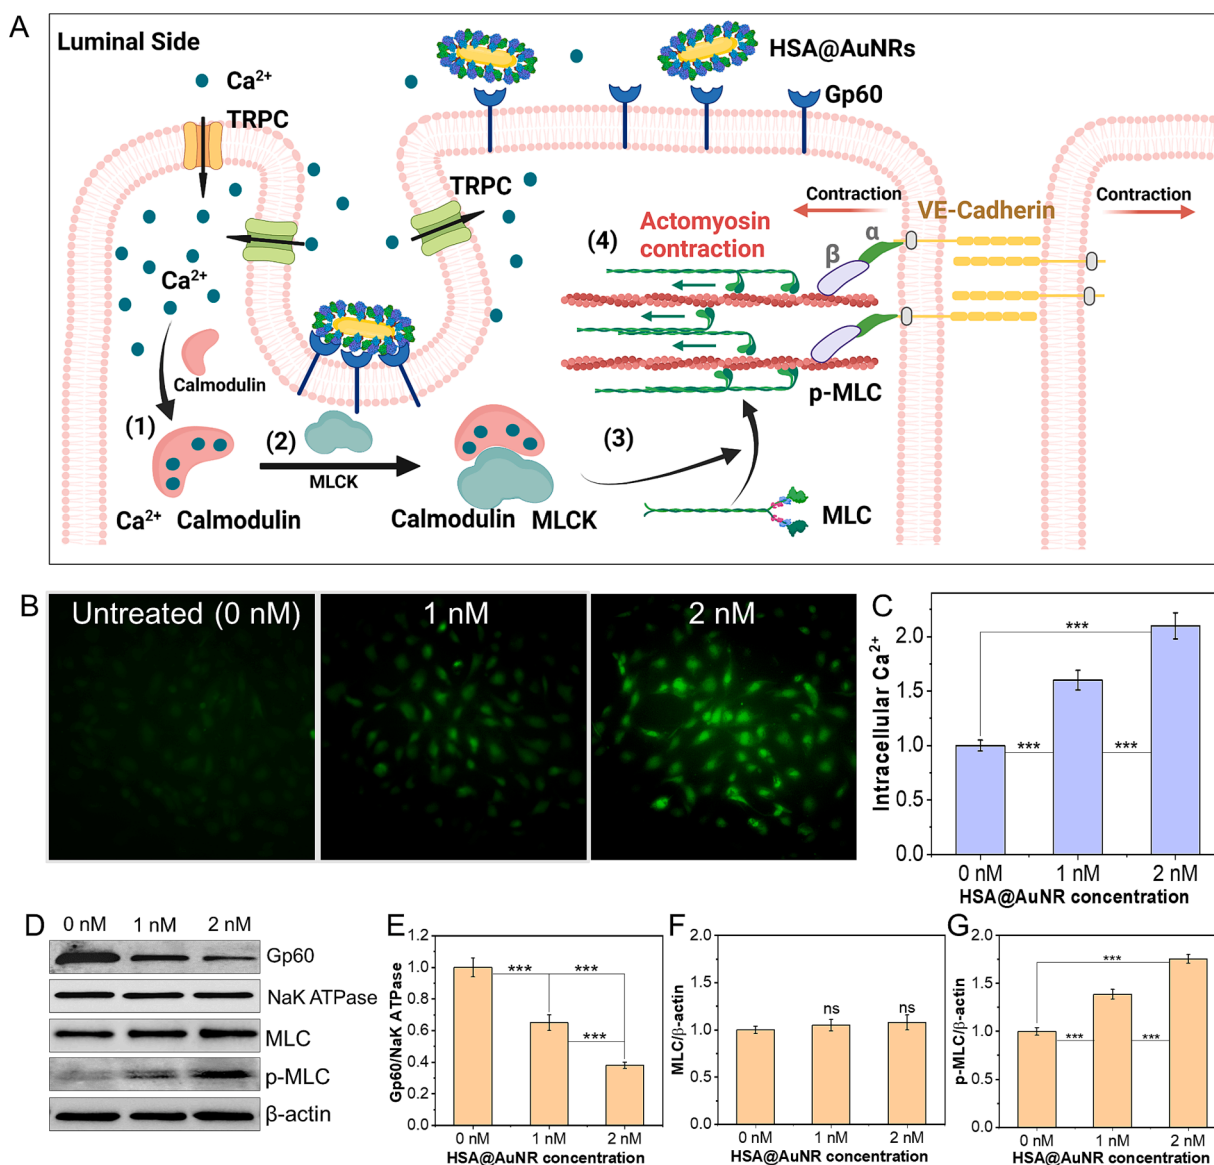 A
Luminal Side
Ca2+
TRPC
HSA@AuNRs
Gp60
TRPC
Contraction
Contraction
VE-Cadherin
Actomyosin
contraction
(4)
α
β
Ca2+
Calmodulin
p-MLC
(1)
(2)
(3)
MLCK
Ca2+ Calmodulin
Calmodulin MLCK
MLC
B
Untreated (0 nM)
1 nM
2 nM
C
Intracellular Ca2+
2.0
1.5
1.0
0.5
0.0
***
***
***
0 nM
1 nM
2 nM
HSA@AuNR concentration
D
0 nM
1 nM
2 nM
Gp60
NaK ATPase
MLC
p-MLC
β-actin
E
Gp60/NaK ATPase
1.2
1.0
0.8
0.6
0.4
0.2
0.0
***
***
***
0 nM
1 nM
2 nM
HSA@AuNR concentration
F
MLC/β-actin
2.0
1.5
1.0
0.5
0.0
ns
ns
0 nM
1 nM
2 nM
HSA@AuNR concentration
G
p-MLC/β-actin
2.0
1.5
1.0
0.5
0.0
***
***
***
0 nM
1 nM
2 nM
HSA@AuNR concentration